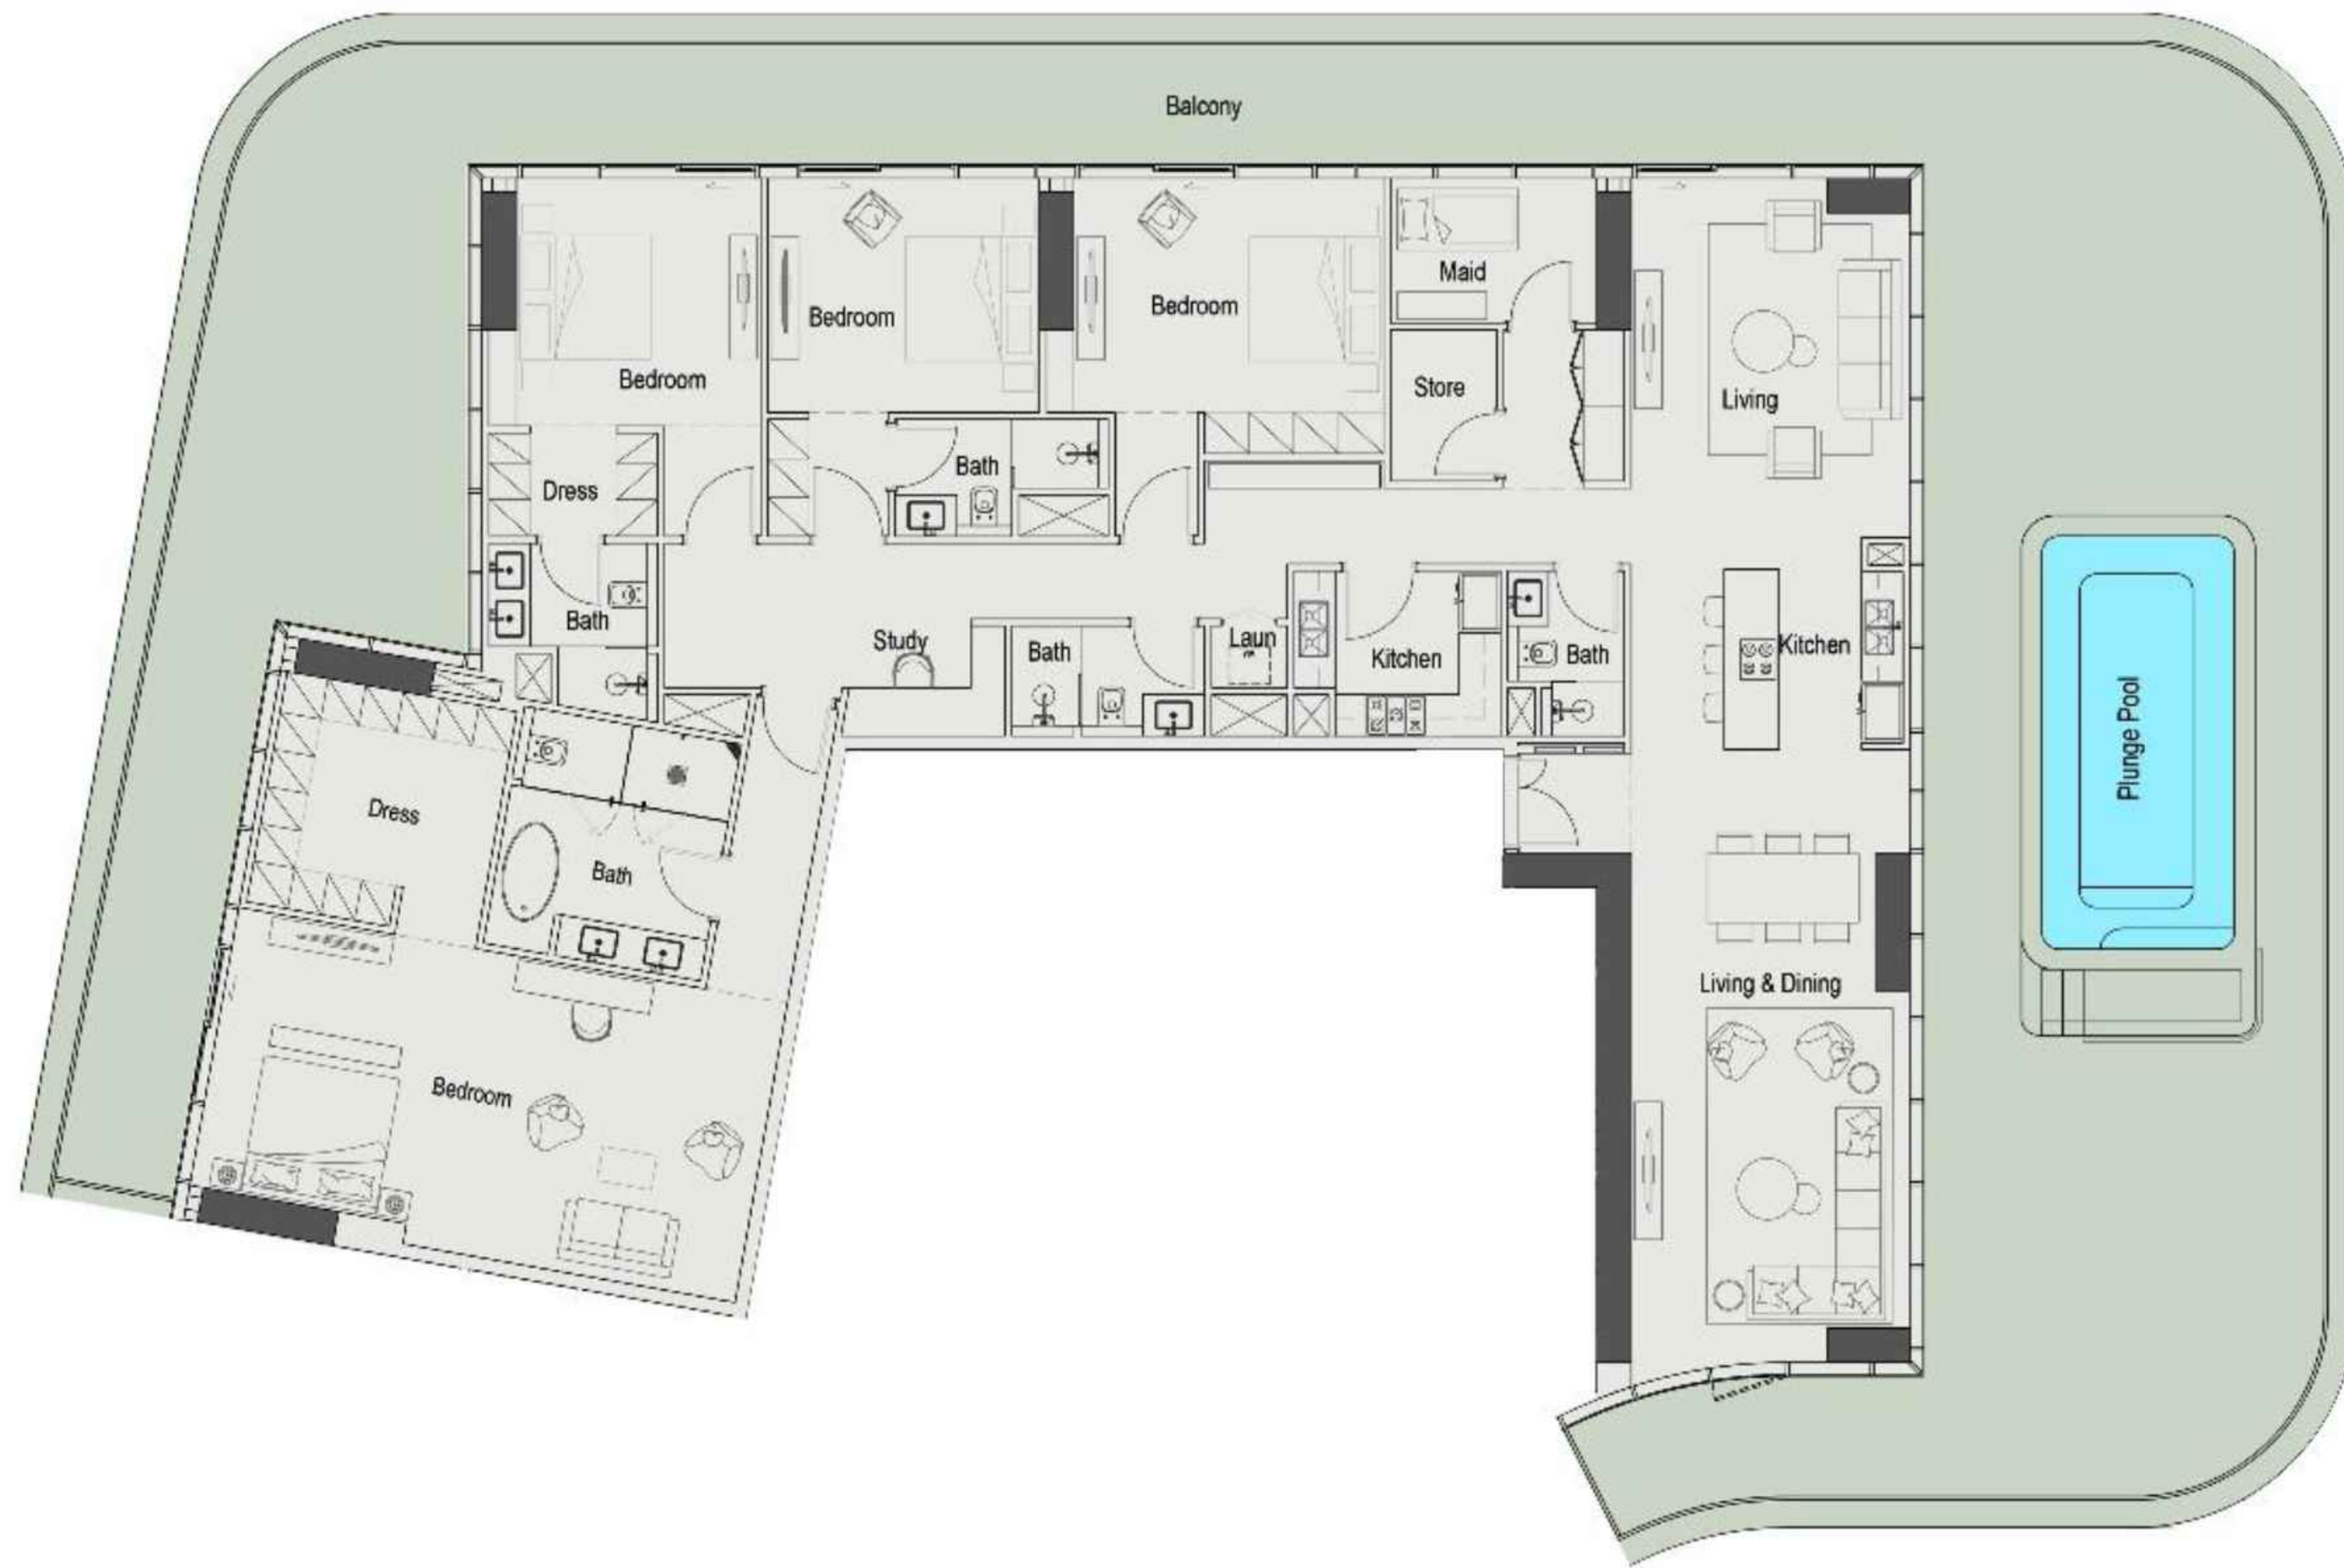 Balcony
Maid
Bedroom
Bedroom
Bedroom
Store
Living
Bath
Dress
Bath
Study
Bath
Laun
Kitchen
Bath
Kitchen
Plunge Pool
Dress
Bath
Living & Dining
Bedroom